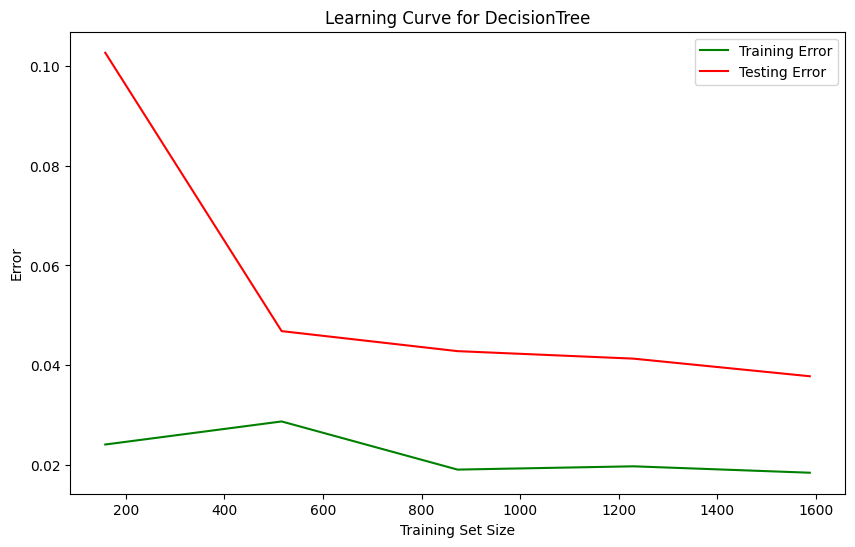 Learning Curve for DecisionTree
Training Error
Testing Error
0.10
0.08
0.06
0.04
0.02
Error
200
400
600
800
1000
1200
1400
1600
Training Set Size